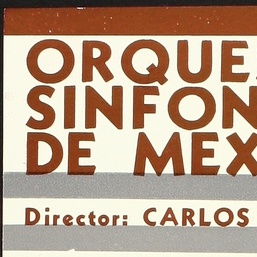 ORQUE
SINFON
DE MEX
Director: CARLOS